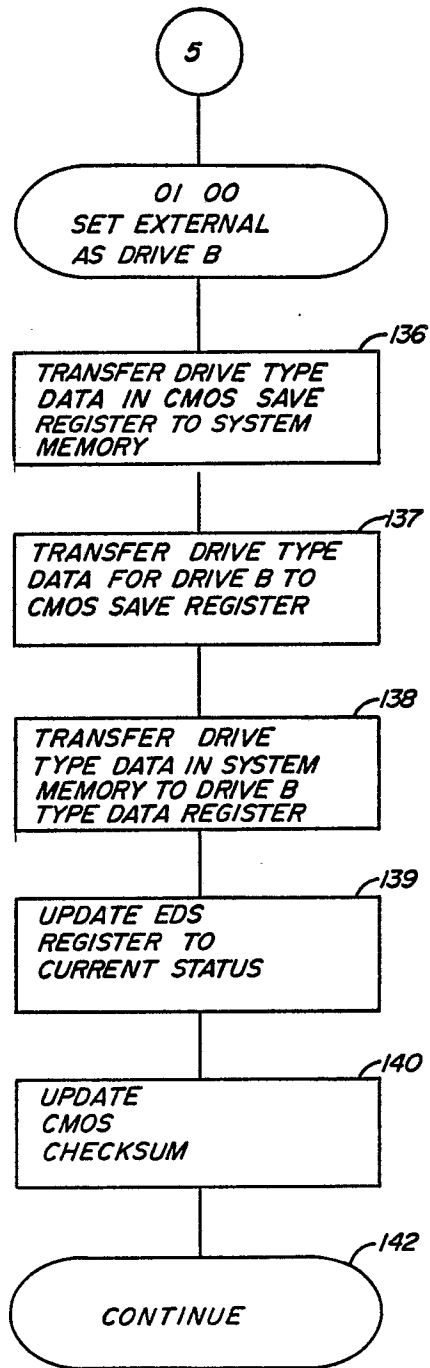 5
01 00
SET EXTERNAL
AS DRIVE B
136
TRANSFER DRIVE TYPE
DATA IN CMOS SAVE
REGISTER TO SYSTEM
MEMORY
137
TRANSFER DRIVE TYPE
DATA FOR DRIVE B TO
CMOS SAVE REGISTER
138
TRANSFER DRIVE
TYPE DATA IN SYSTEM
MEMORY TO DRIVE B
TYPE DATA REGISTER
139
UPDATE EDS
REGISTER TO
CURRENT STATUS
140
UPDATE
CMOS
CHECKSUM
142
CONTINUE